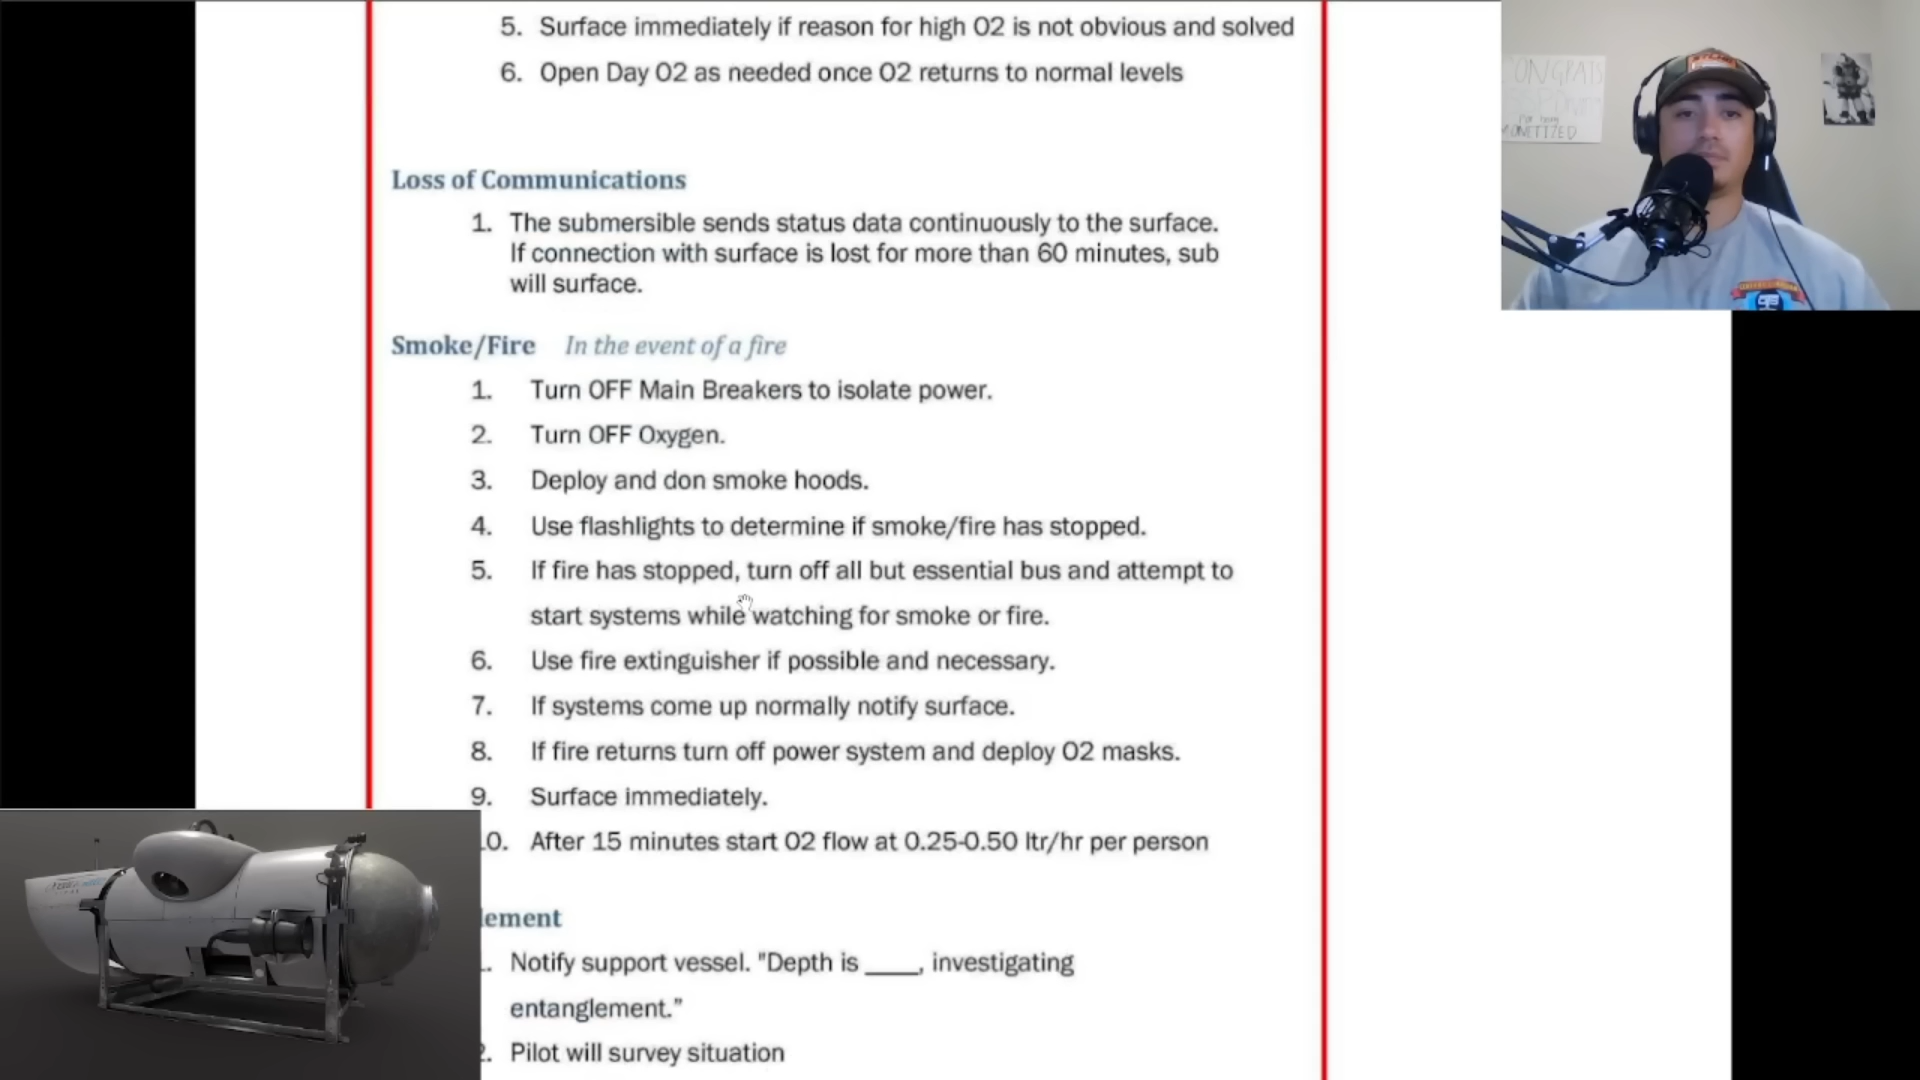 5. Surface immediately if reason for high O2 is not obvious and solved
6. Open Day O2 as needed once O2 returns to normal levels
Loss of Communications
1. The submersible sends status data continuously to the surface.
If connection with surface is lost for more than 60 minutes, sub
will surface.
Smoke/Fire In the event of a fire
1. Turn OFF Main Breakers to isolate power.
2. Turn OFF Oxygen.
3. Deploy and don smoke hoods.
4. Use flashlights to determine if smoke/fire has stopped.
5. If fire has stopped, turn off all but essential bus and attempt to
start systems while watching for smoke or fire.
6. Use fire extinguisher if possible and necessary.
7. If systems come up normally notify surface.
8. If fire returns turn off power system and deploy O2 masks.
9. Surface immediately.
0. After 15 minutes start O2 flow at 0.25-0.50 ltr/hr per person
lement
. Notify support vessel. "Depth is ____, investigating
entanglement."
2. Pilot will survey situation
MONETIZED